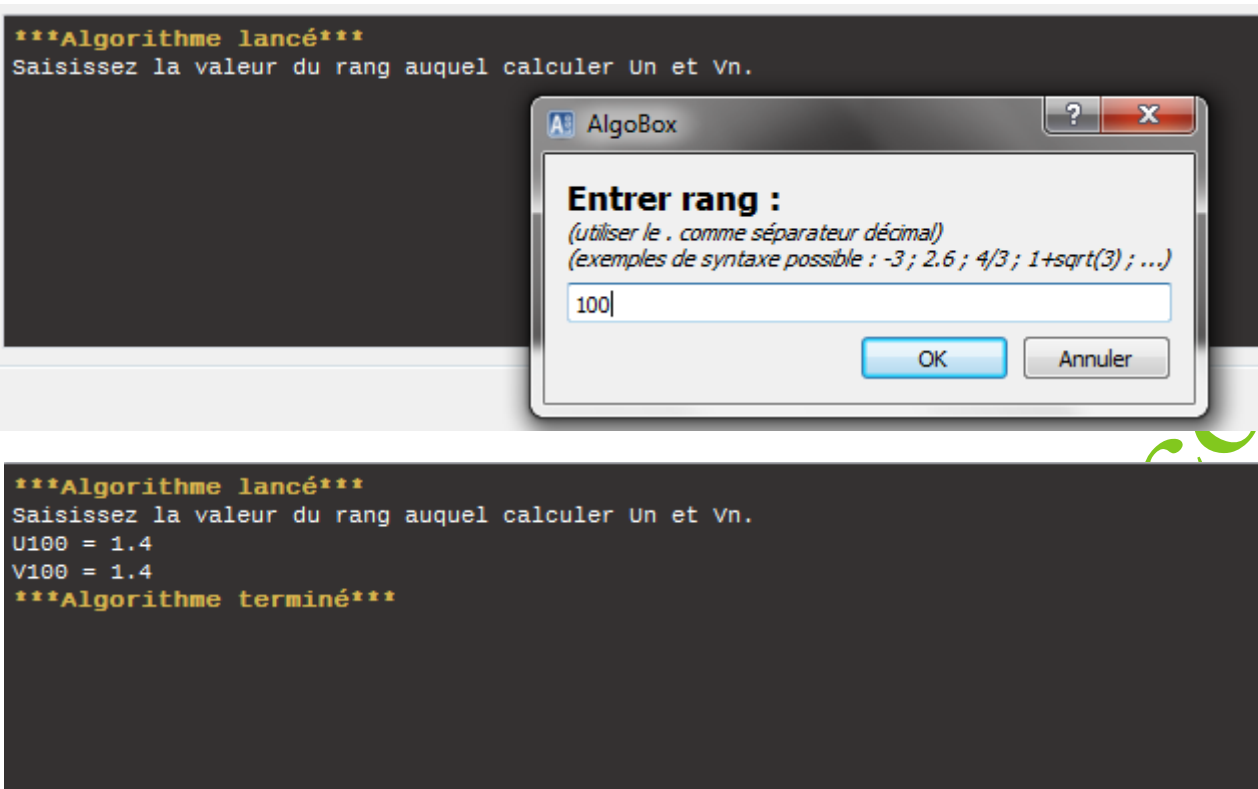 ***Algorithme lancé***
Saisissez la valeur du rang auquel calculer Un et Vn.
AlgoBox
Entrer rang :
(utiliser le . comme séparateur décimal)
(exemples de syntaxe possible : -3 ; 2.6 ; 4/3 ; 1+sqrt(3) ; ...)
100
OK Annuler
***Algorithme lancé***
Saisissez la valeur du rang auquel calculer Un et Vn.
U100 = 1.4
V100 = 1.4
***Algorithme terminé***